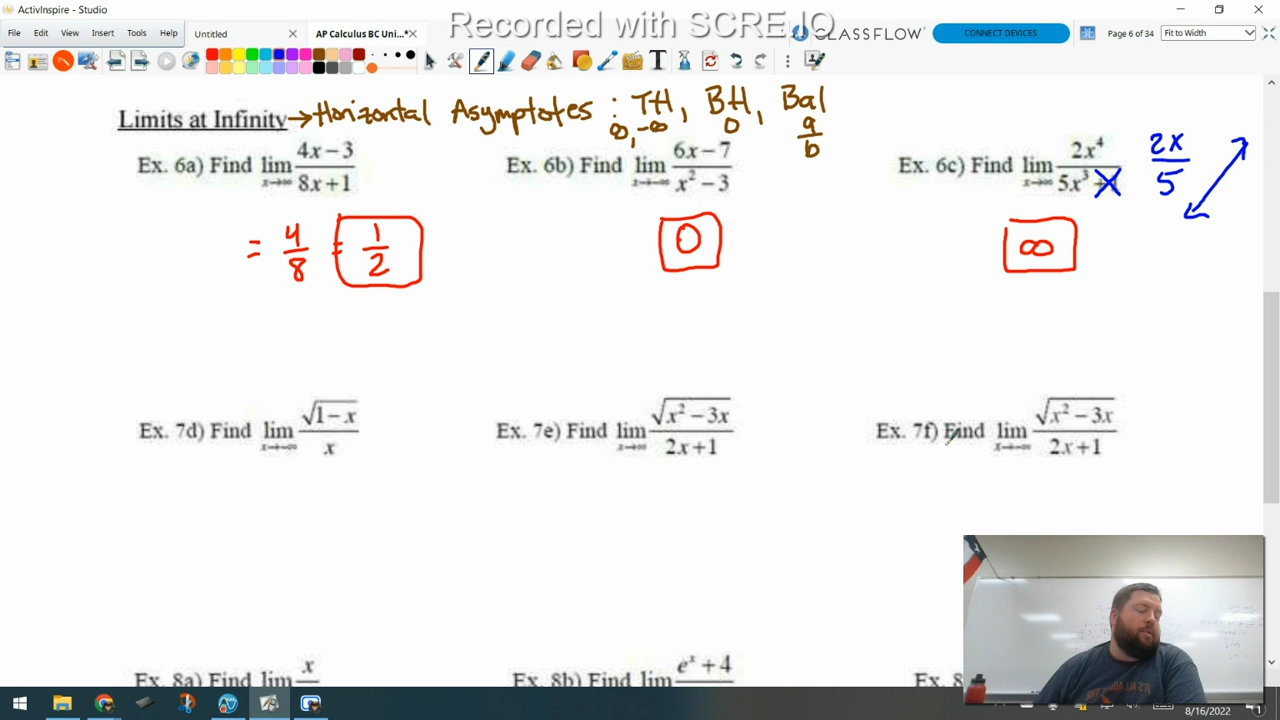 ActivInspire - Studio
Recorded with SCRE.IO
File Edit View Insert Tools Help
Untitled
AP Calculus BC Uni...*
CLASSFLOW
CONNECT DEVICES
Page 6 of 34
Fit to Width
Limits at Infinity → Horizontal Asymptotes : TH, BH, Bal
∞, -∞ 0 a/b
Ex. 6a) Find lim x→∞ (4x − 3)/(8x + 1)
Ex. 6b) Find lim x→−∞ (6x − 7)/(x² − 3)
Ex. 6c) Find lim x→∞ 2x⁴/(5x³
2x/5
= 4/8 = 1/2
0
∞
Ex. 7d) Find lim x→−∞ √(1 − x)/x
Ex. 7e) Find lim x→∞ √(x² − 3x)/(2x + 1)
Ex. 7f) Find lim x→−∞ √(x² − 3x)/(2x + 1)
Ex. 8a) Find lim x
Ex. 8b) Find lim eˣ + 4
Ex. 8
8/16/2022